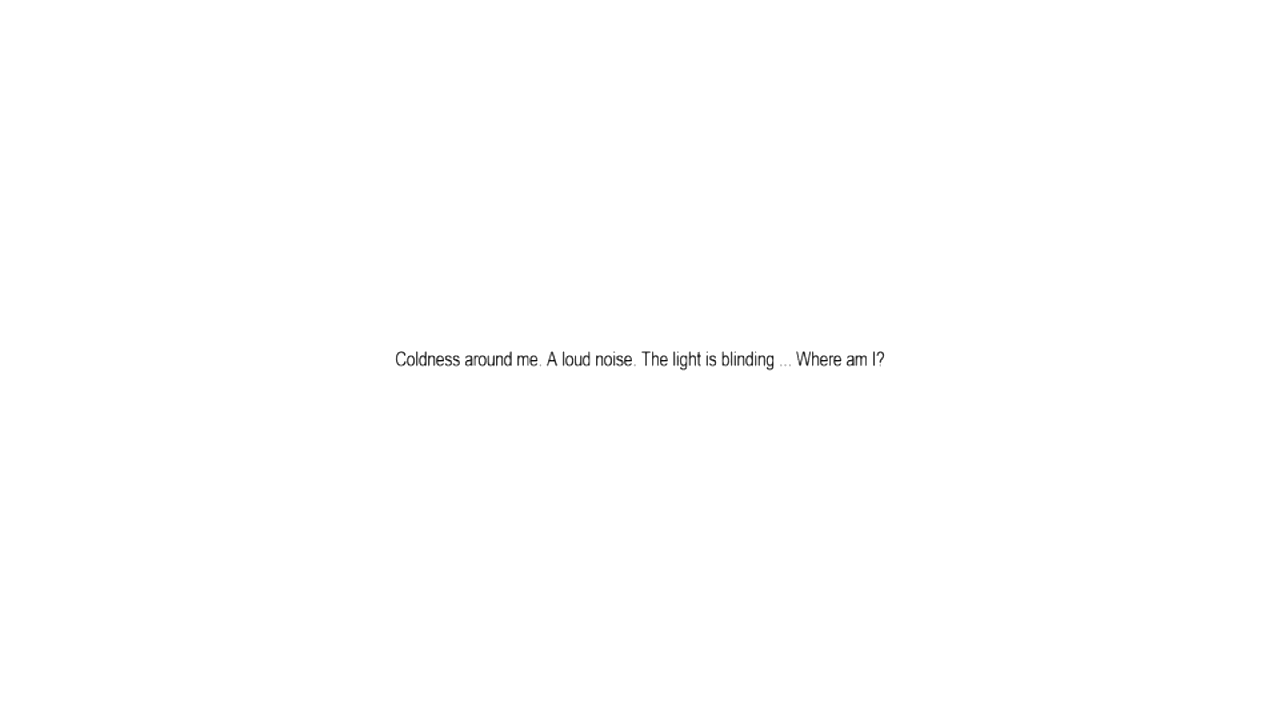 Coldness around me. A loud noise. The light is blinding ... Where am I?